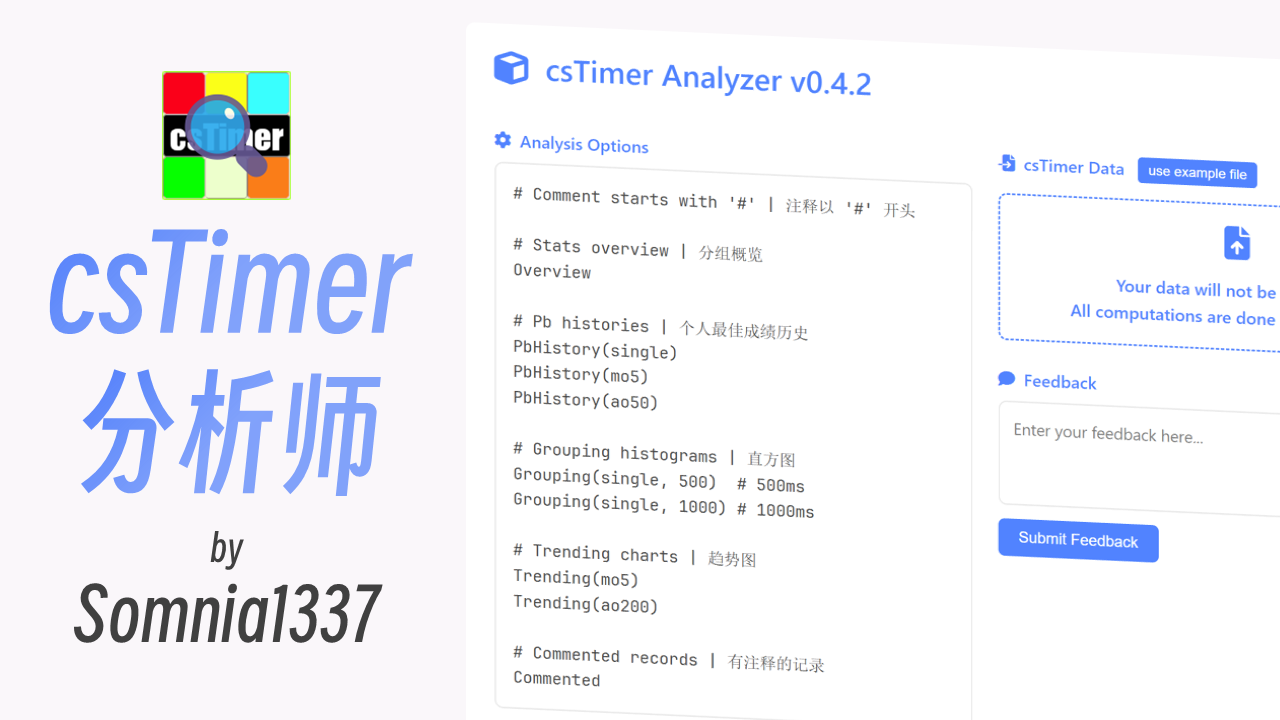 csTimer
csTimer
分析师
by
Somnia1337
csTimer Analyzer v0.4.2
Analysis Options
# Comment starts with '#' | 注释以 '#' 开头
# Stats overview | 分组概览
Overview
# Pb histories | 个人最佳成绩历史
PbHistory(single)
PbHistory(mo5)
PbHistory(ao50)
# Grouping histograms | 直方图
Grouping(single, 500)  # 500ms
Grouping(single, 1000) # 1000ms
# Trending charts | 趋势图
Trending(mo5)
Trending(ao200)
# Commented records | 有注释的记录
Commented
csTimer Data
use example file
Your data will not be
All computations are done
Feedback
Enter your feedback here...
Submit Feedback